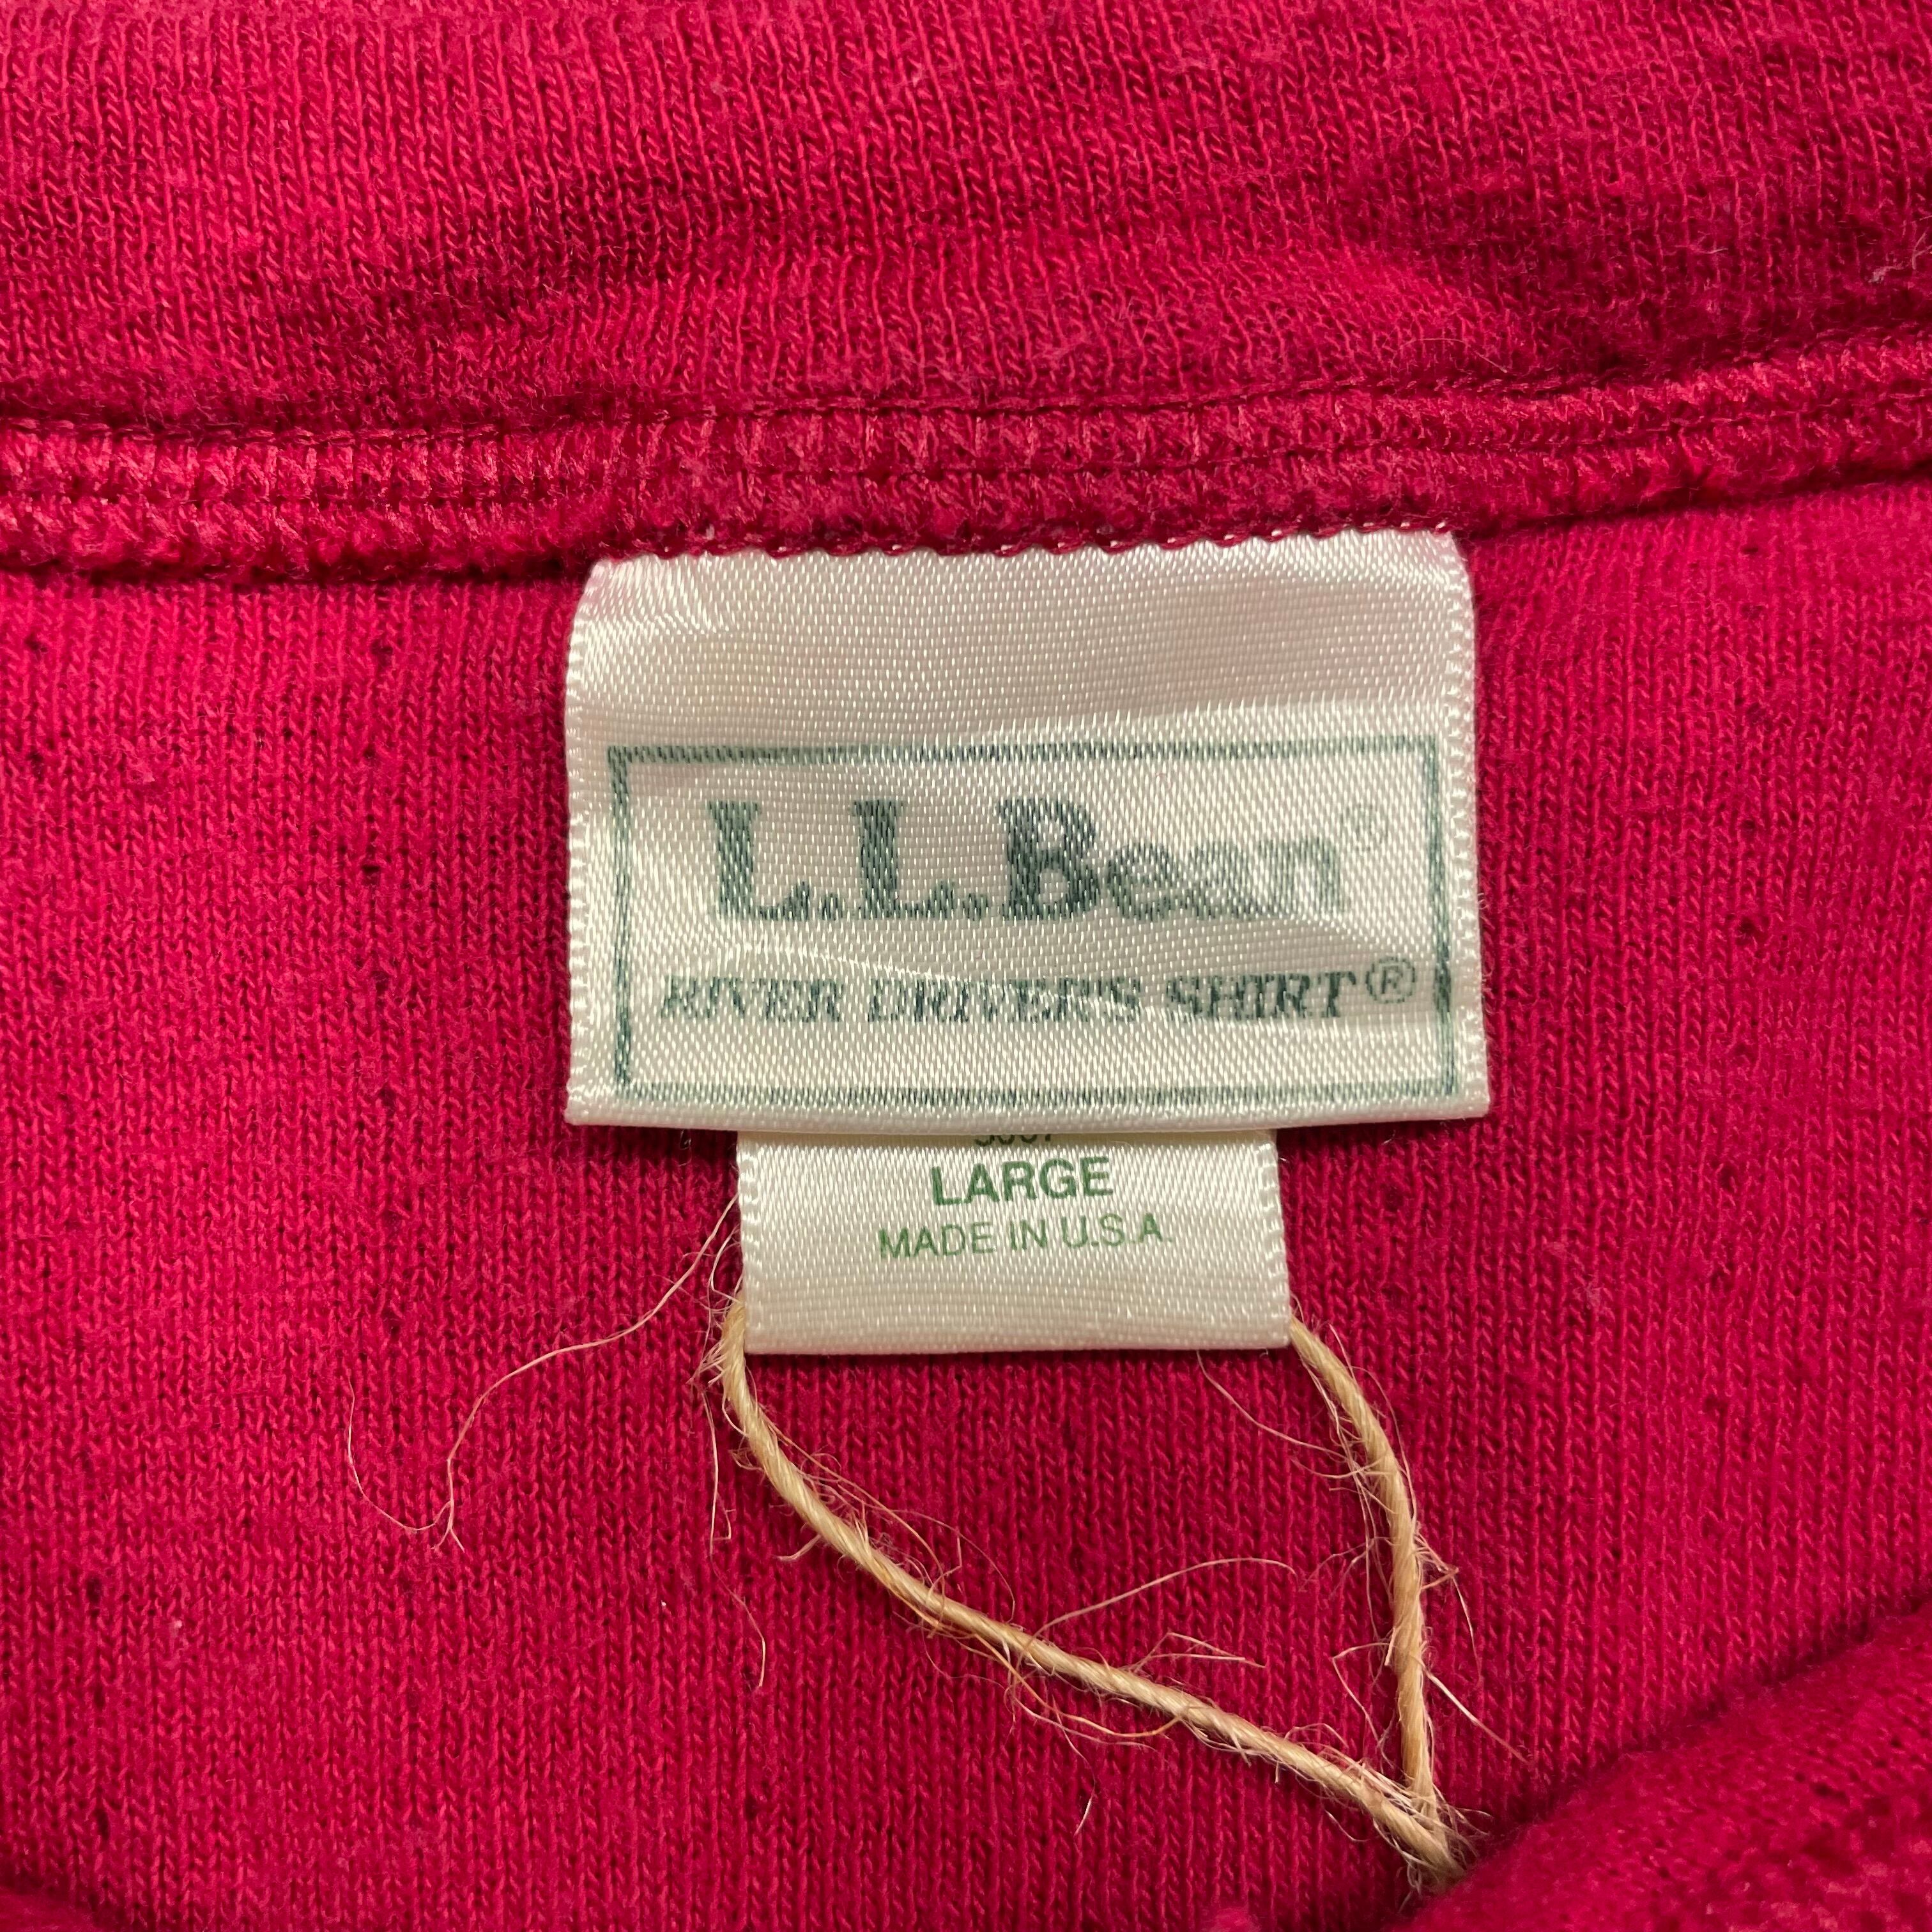 L.L.Bean®
RIVER DRIVER'S SHIRT®
LARGE
MADE IN U.S.A.